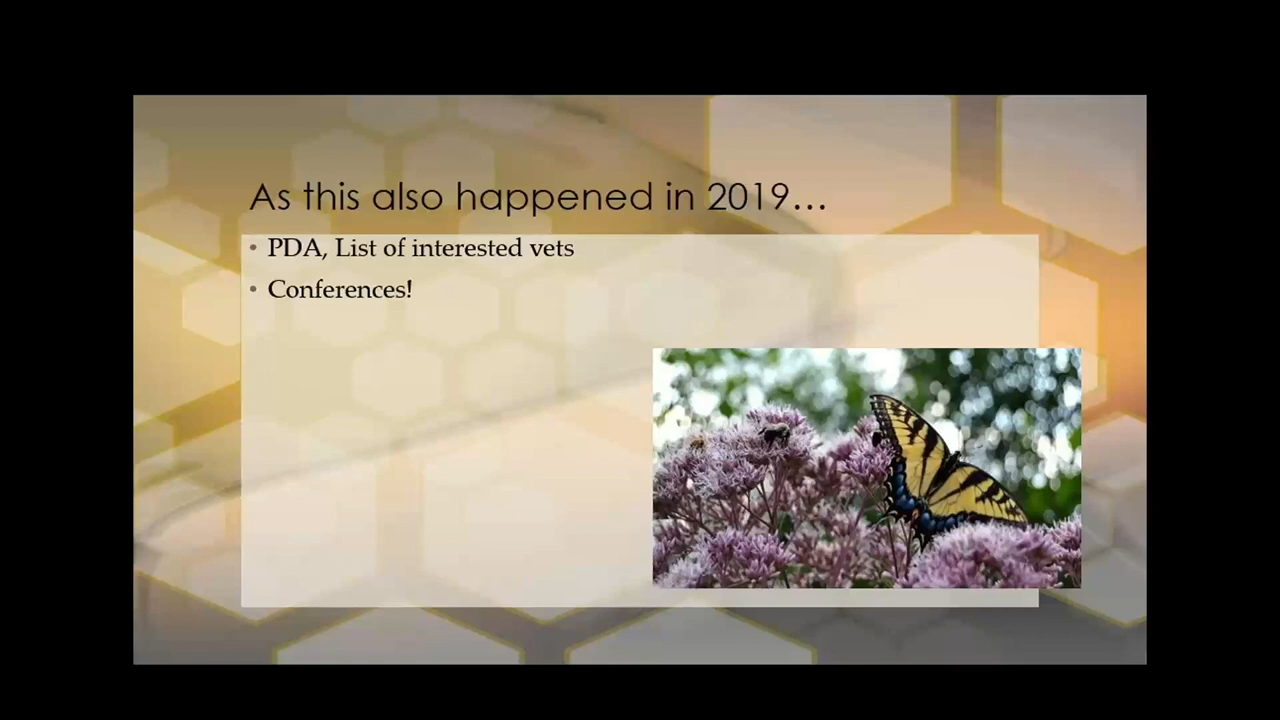 As this also happened in 2019…
• PDA, List of interested vets
• Conferences!